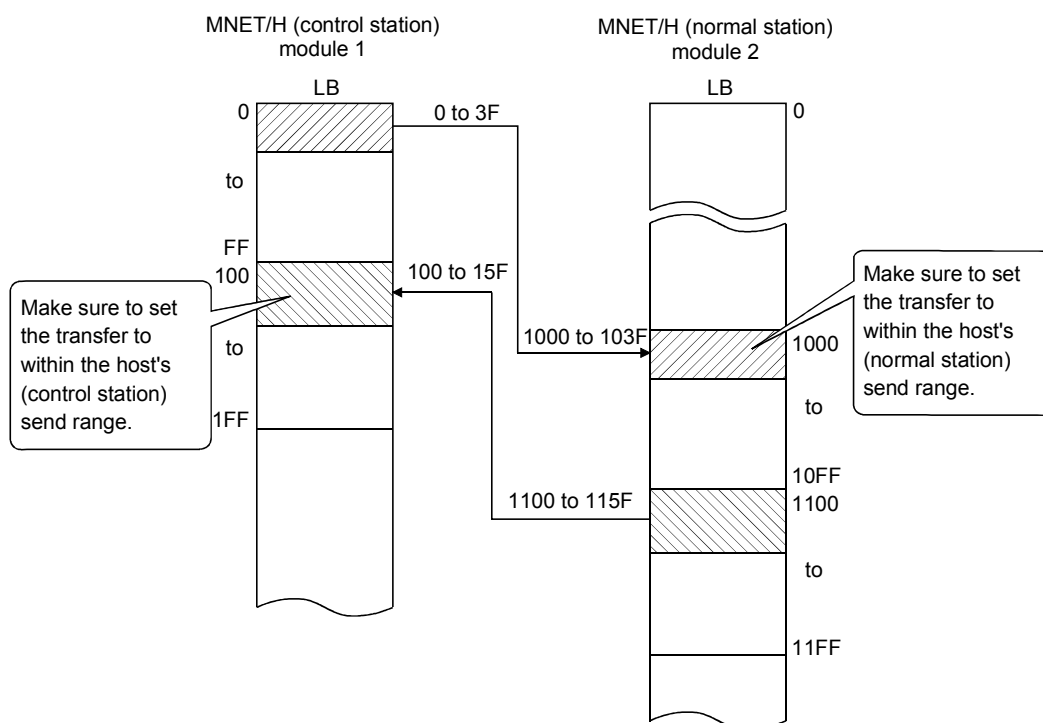 MNET/H (control station)
module 1
MNET/H (normal station)
module 2
LB
LB
0
0 to 3F
0
to
FF
100
100 to 15F
Make sure to set
the transfer to
within the host's
(control station)
send range.
to
1FF
Make sure to set
the transfer to
within the host's
(normal station)
send range.
1000 to 103F
1000
to
10FF
1100
1100 to 115F
to
11FF